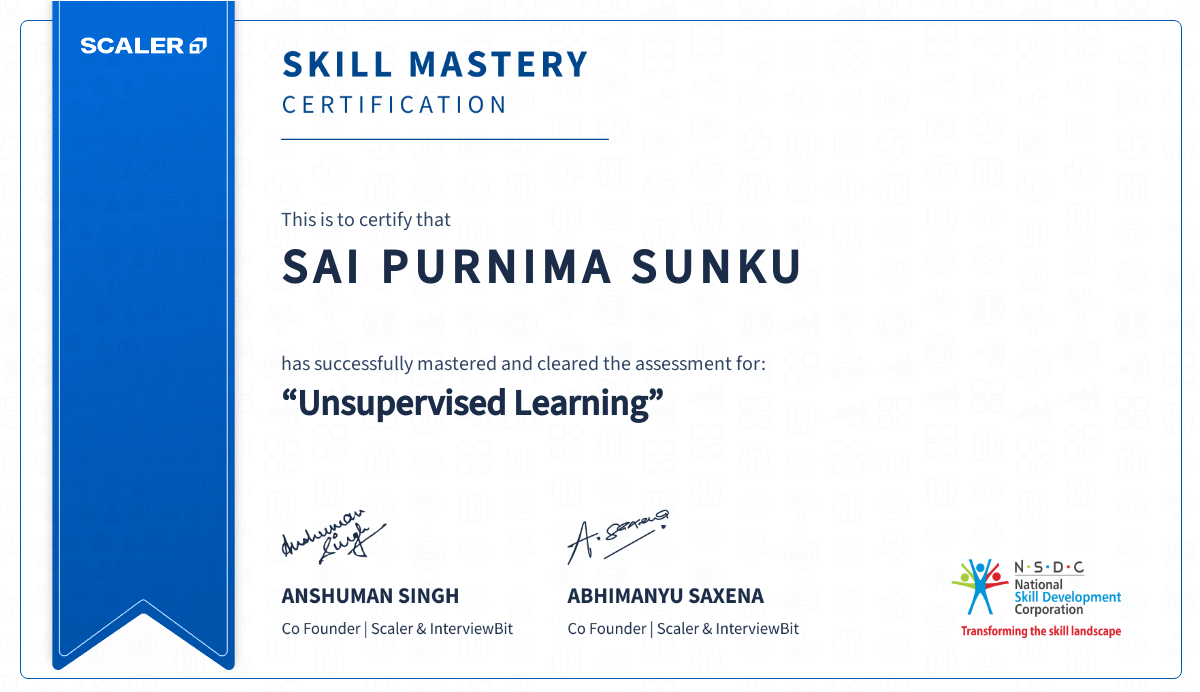 SCALER
SKILL MASTERY
CERTIFICATION
This is to certify that
SAI PURNIMA SUNKU
has successfully mastered and cleared the assessment for:
“Unsupervised Learning”
Anshuman Singh
A. Saxena
ANSHUMAN SINGH
Co Founder | Scaler & InterviewBit
ABHIMANYU SAXENA
Co Founder | Scaler & InterviewBit
N·S·D·C
National
Skill Development
Corporation
Transforming the skill landscape